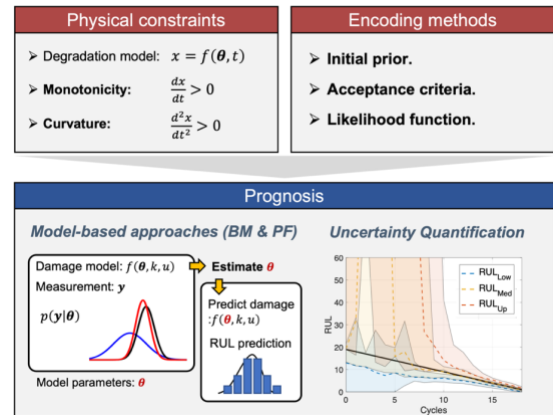 Physical constraints
➤ Degradation model: x = f(θ, t)
➤ Monotonicity: dx/dt > 0
➤ Curvature: d²x/dt² > 0
Encoding methods
➤ Initial prior.
➤ Acceptance criteria.
➤ Likelihood function.
Prognosis
Model-based approaches (BM & PF)
Damage model: f(θ, k, u)
Measurement: y
p(y|θ)
Model parameters: θ
Estimate θ
Predict damage
:f(θ, k, u)
RUL prediction
Uncertainty Quantification
RUL
60
50
40
30
20
10
0
0 5 10 15
Cycles
RUL_Low
RUL_Med
RUL_Up